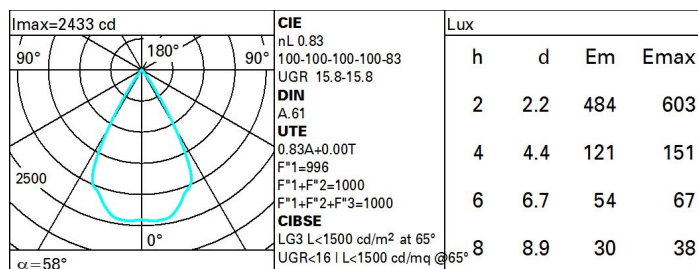 Imax=2433 cd
90° 180° 90°
2500
0°
α=58°
CIE
nL 0.83
100-100-100-100-83
UGR 15.8-15.8
DIN
A.61
UTE
0.83A+0.00T
F"1=996
F"1+F"2=1000
F"1+F"2+F"3=1000
CIBSE
LG3 L<1500 cd/m² at 65°
UGR<16 | L<1500 cd/mq @65°
Lux
h d Em Emax
2 2.2 484 603
4 4.4 121 151
6 6.7 54 67
8 8.9 30 38